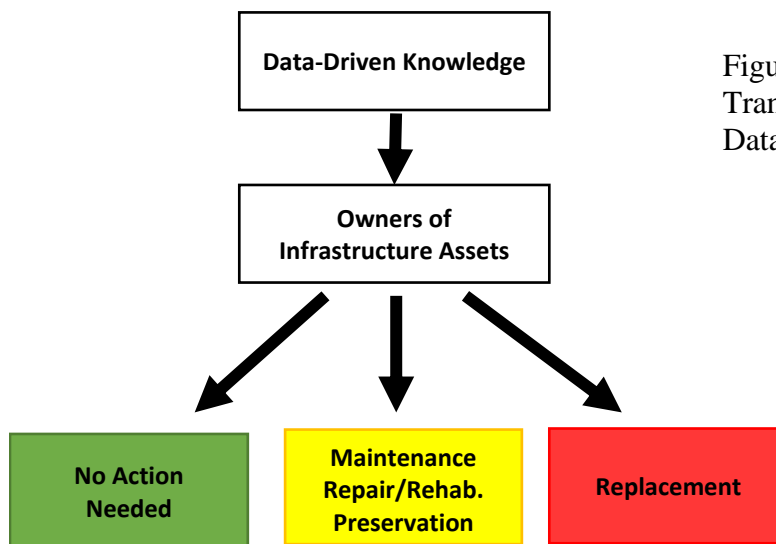 Data-Driven Knowledge
Owners of
Infrastructure Assets
No Action
Needed
Maintenance
Repair/Rehab.
Preservation
Replacement